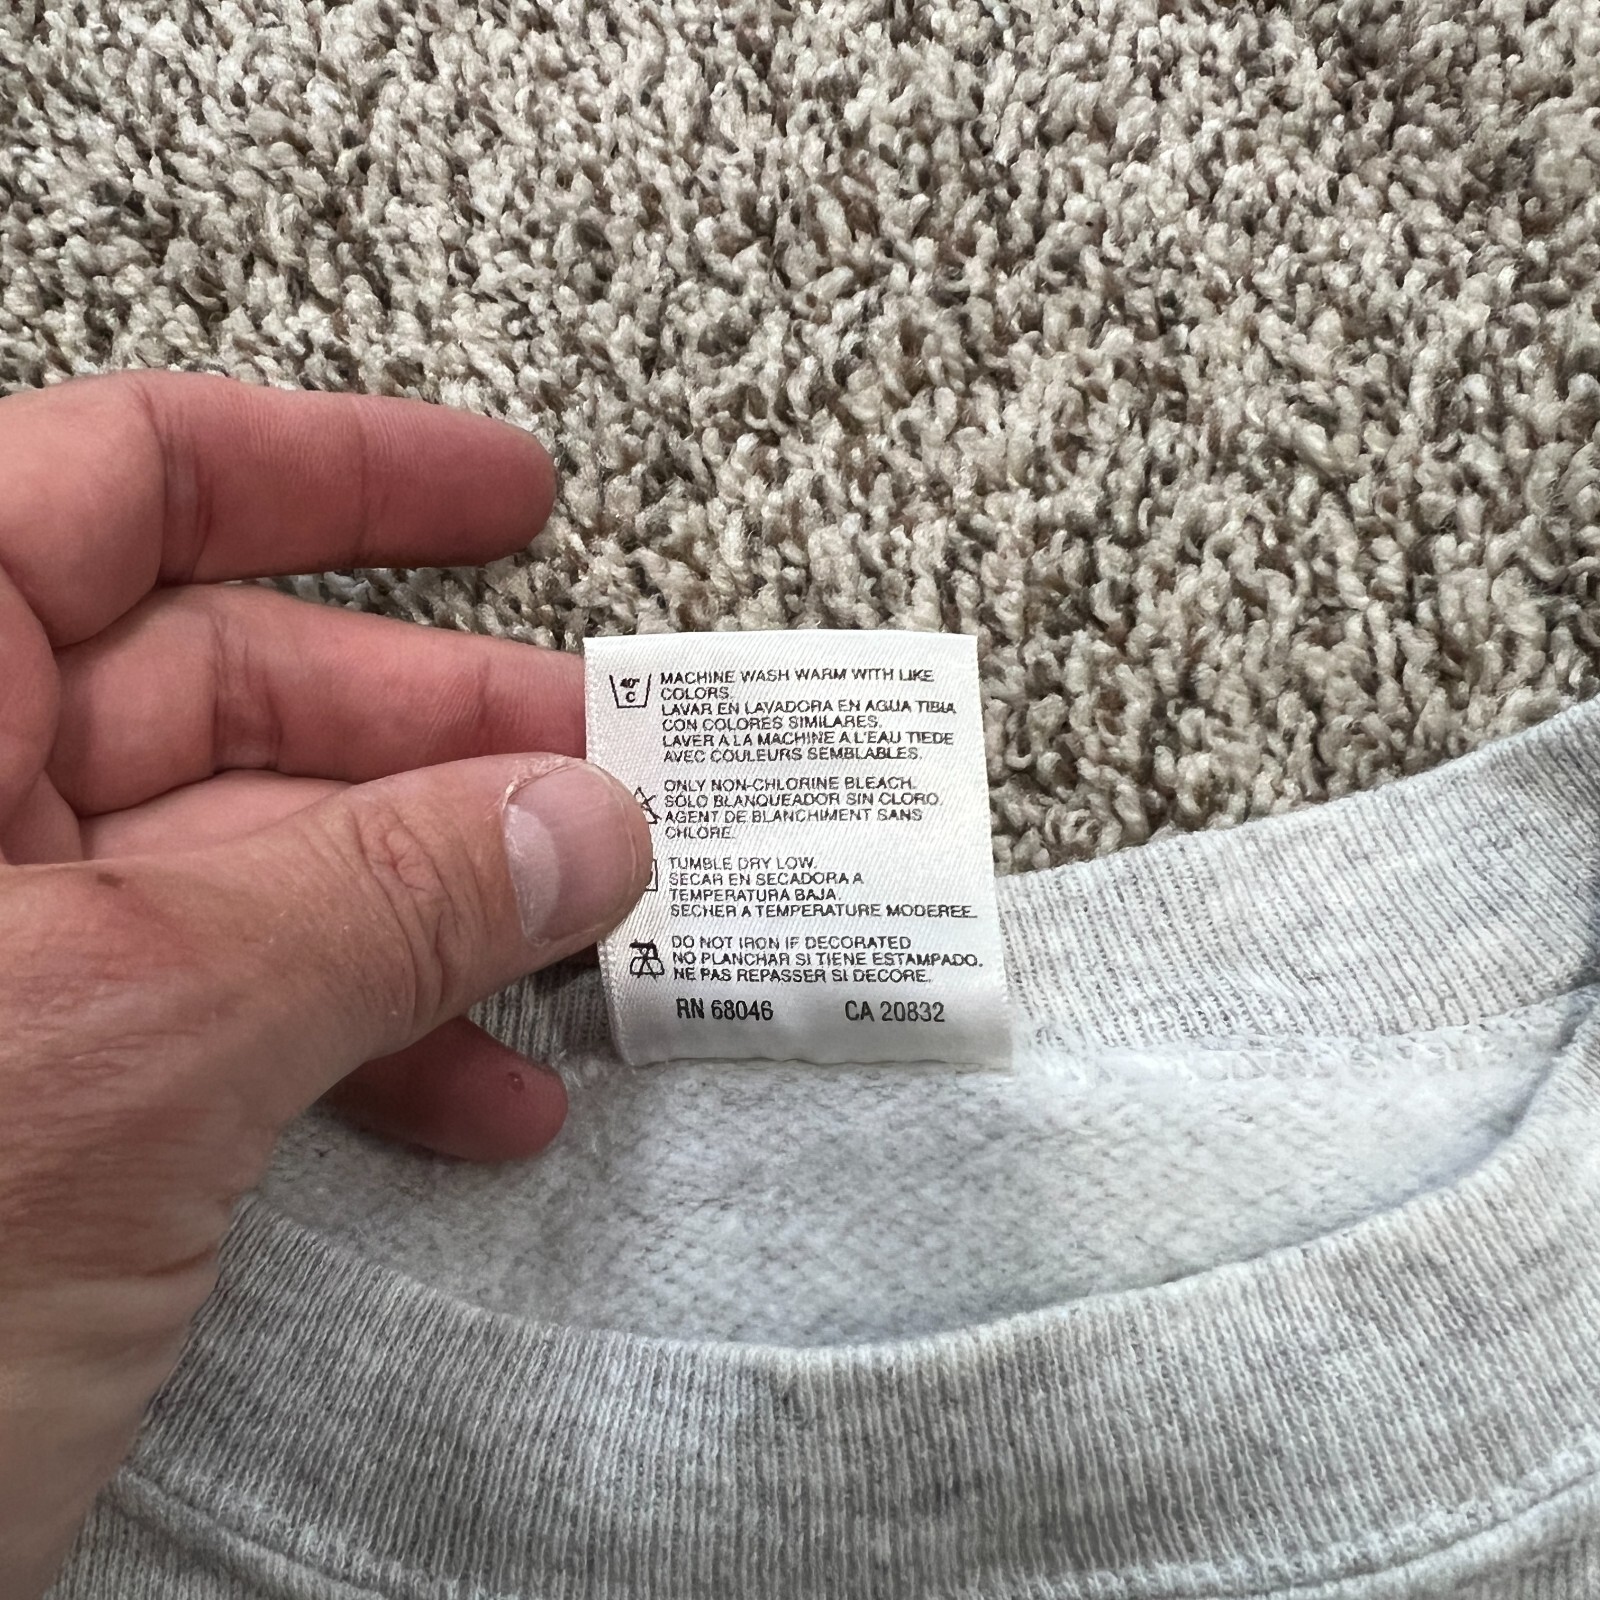 40°
C
MACHINE WASH WARM WITH LIKE
COLORS.
LAVAR EN LAVADORA EN AGUA TIBIA
CON COLORES SIMILARES.
LAVER A LA MACHINE A L'EAU TIEDE
AVEC COULEURS SEMBLABLES.
ONLY NON-CHLORINE BLEACH.
SOLO BLANQUEADOR SIN CLORO.
AGENT DE BLANCHIMENT SANS
CHLORE.
TUMBLE DRY LOW.
SECAR EN SECADORA A
TEMPERATURA BAJA.
SECHER A TEMPERATURE MODEREE.
DO NOT IRON IF DECORATED
NO PLANCHAR SI TIENE ESTAMPADO.
NE PAS REPASSER SI DECORE.
RN 68046 CA 20832